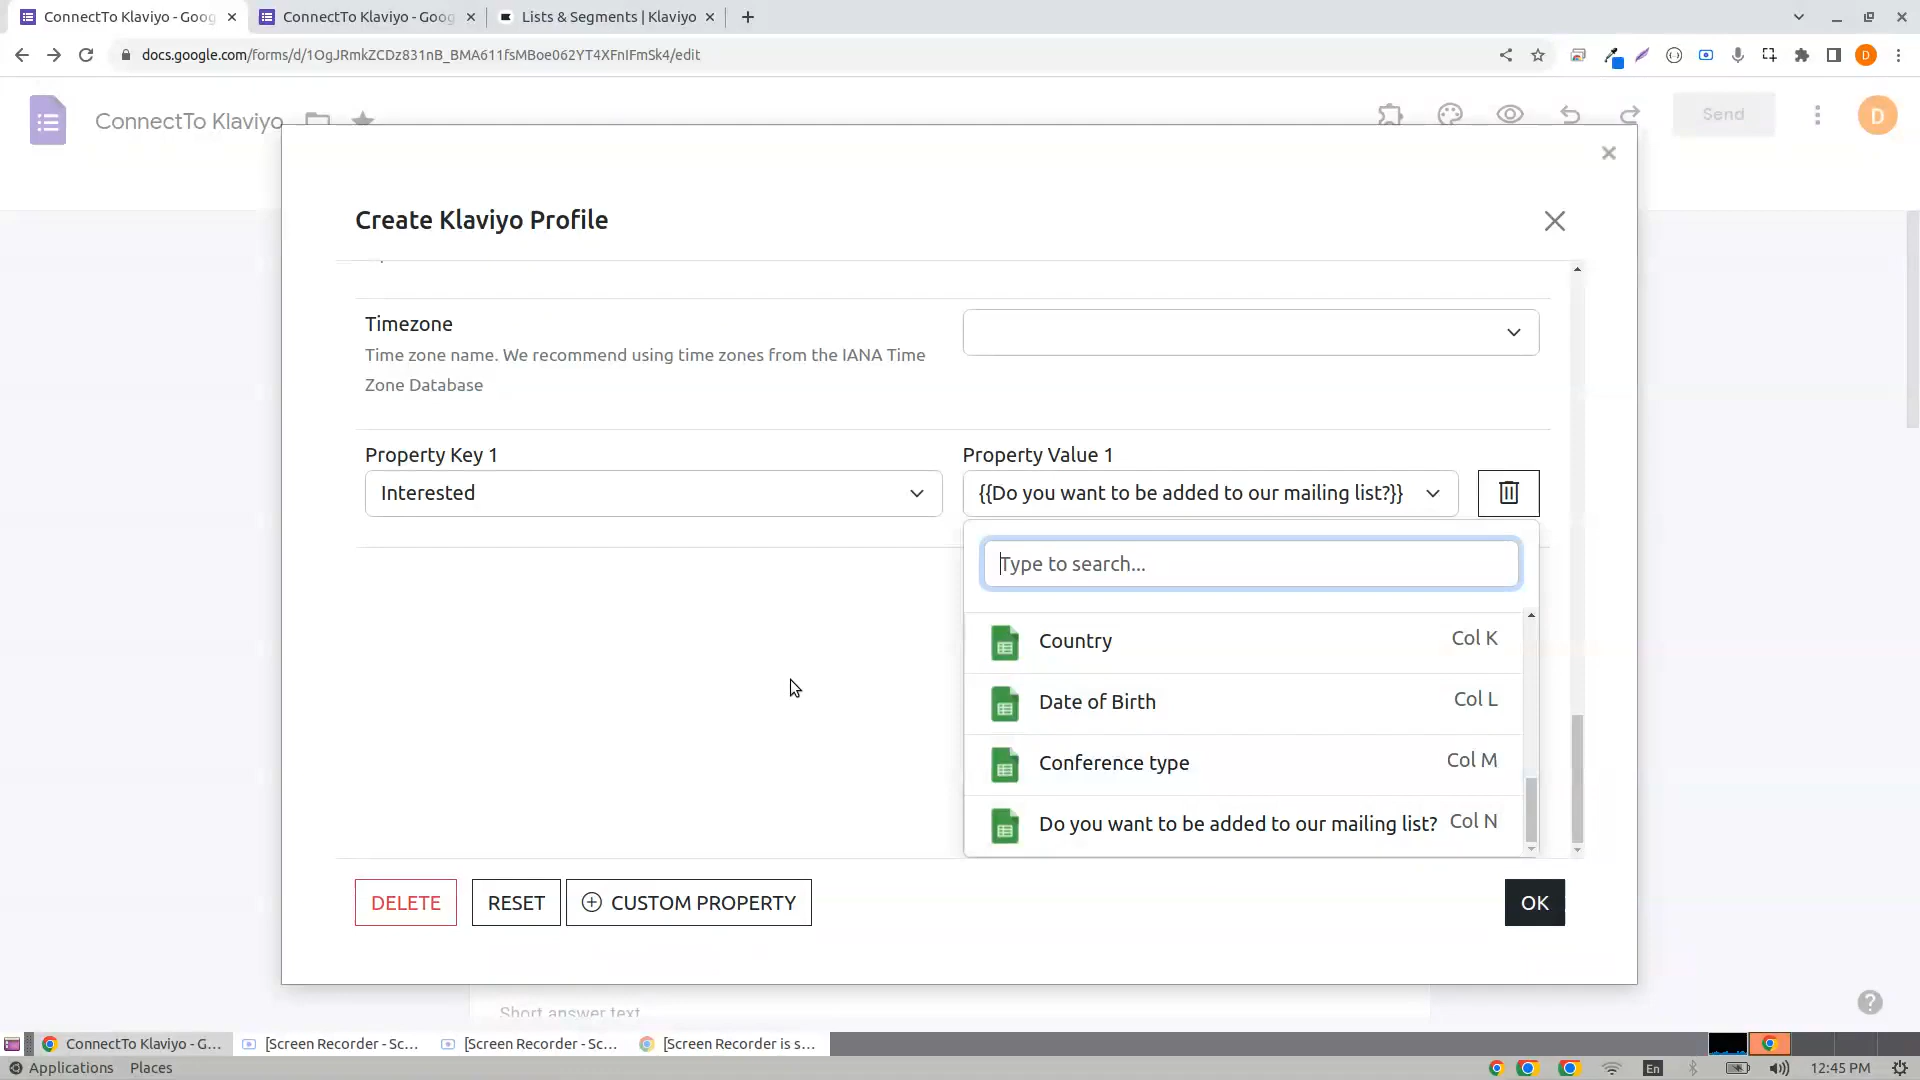 ConnectTo Klaviyo - Goog
ConnectTo Klaviyo - Goog
Lists & Segments | Klaviyo
docs.google.com/forms/d/1OgJRmkZCDz831nB_BMA611fsMBoe062YT4XFnIFmSk4/edit
D
ConnectTo Klaviyo
Send
D
Create Klaviyo Profile
Timezone
Time zone name. We recommend using time zones from the IANA Time
Zone Database
Property Key 1
Property Value 1
Interested
{{Do you want to be added to our mailing list?}}
Type to search...
Country
Col K
Date of Birth
Col L
Conference type
Col M
Do you want to be added to our mailing list?
Col N
DELETE
RESET
CUSTOM PROPERTY
OK
Short answer text
ConnectTo Klaviyo - G...
[Screen Recorder - Sc...
[Screen Recorder - Sc...
[Screen Recorder is s...
Applications
Places
En
12:45 PM